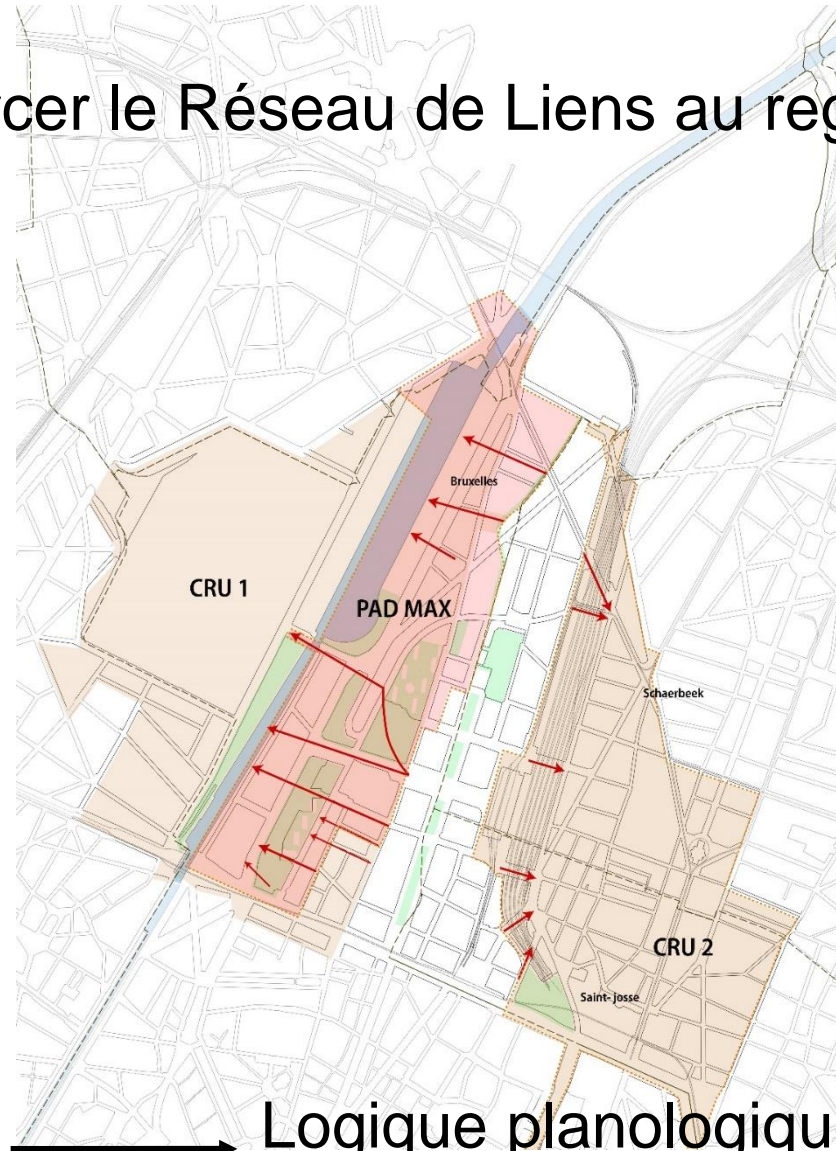 cer le Réseau de Liens au reg
Bruxelles
CRU 1
PAD MAX
Schaerbeek
CRU 2
Saint-josse
Logique planologiqu